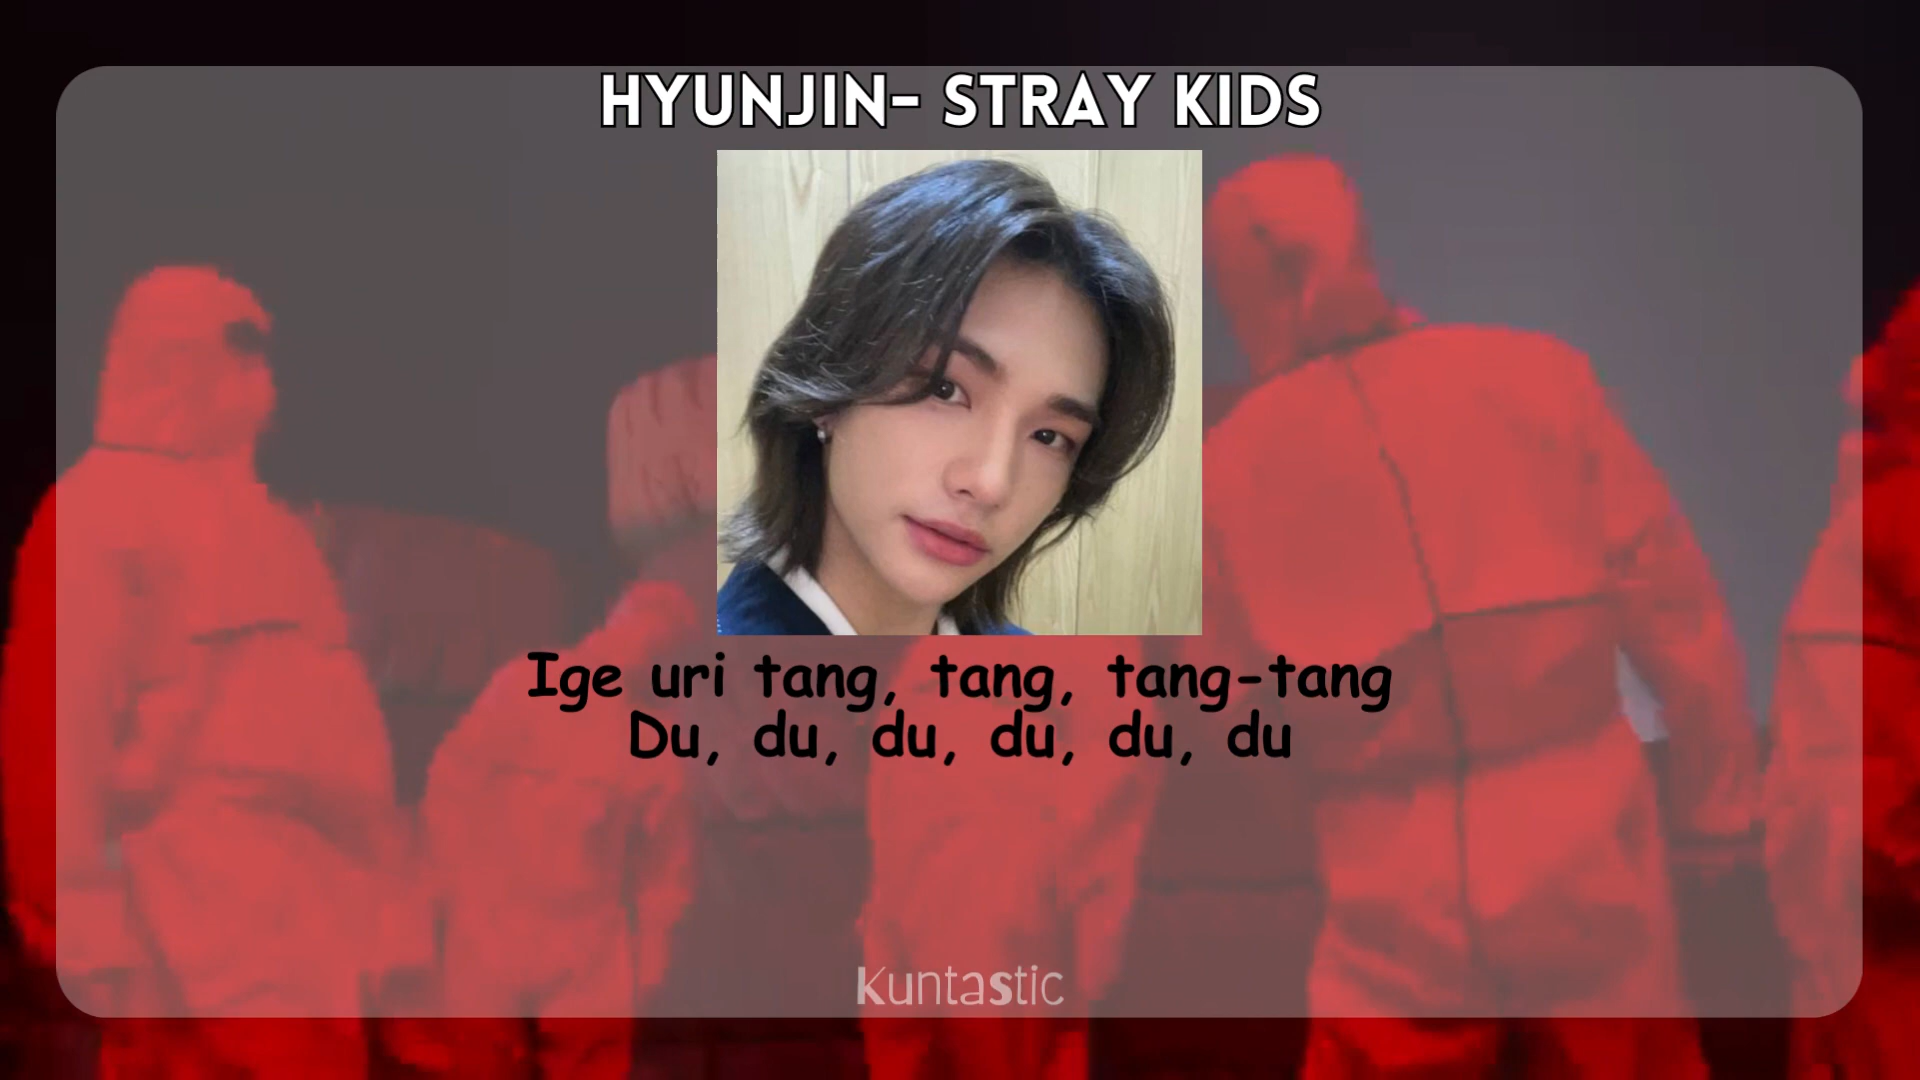 HYUNJIN- STRAY KIDS
Ige uri tang, tang, tang-tang
Du, du, du, du, du, du
Kuntastic